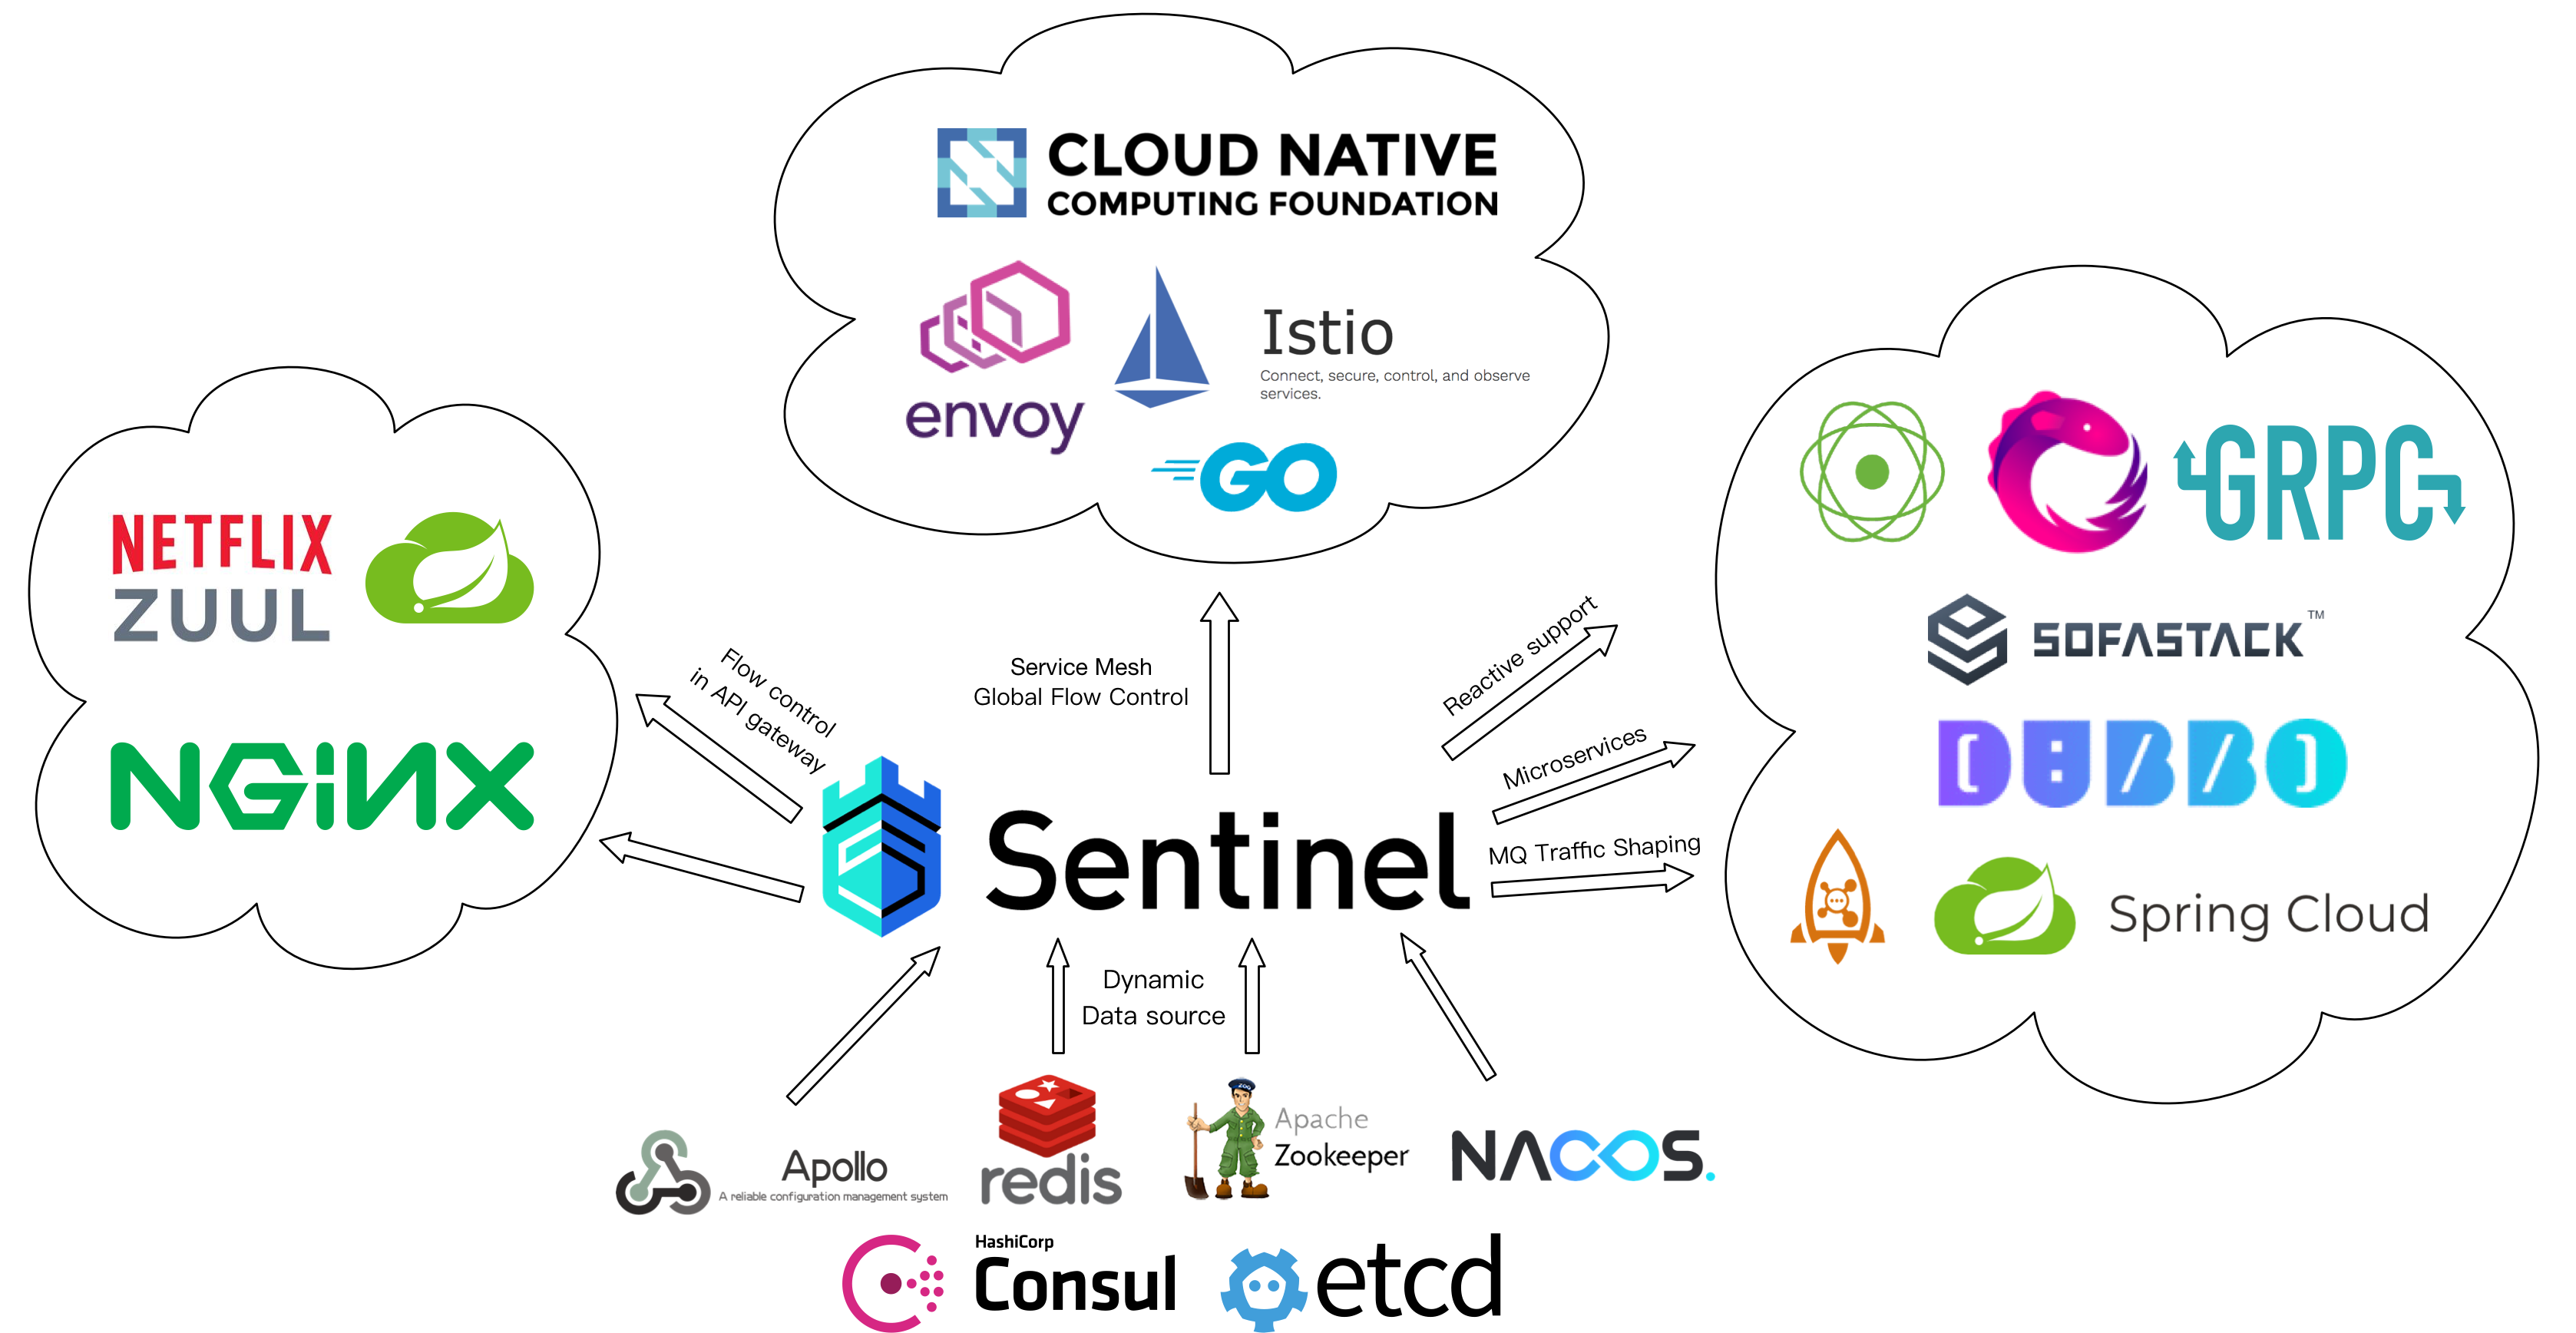 CLOUD NATIVE
COMPUTING FOUNDATION
envoy
Istio
Connect, secure, control, and observe
services.
GO
NETFLIX
ZUUL
NGiNX
GRPC
SOFASTACK™
DUBBO
Spring Cloud
Flow control
in API gateway
Service Mesh
Global Flow Control
Reactive support
Microservices
MQ Traffic Shaping
Sentinel
Dynamic
Data source
Apollo
A reliable configuration management system
redis
ZOO
Apache
Zookeeper
NACOS.
HashiCorp
Consul
etcd